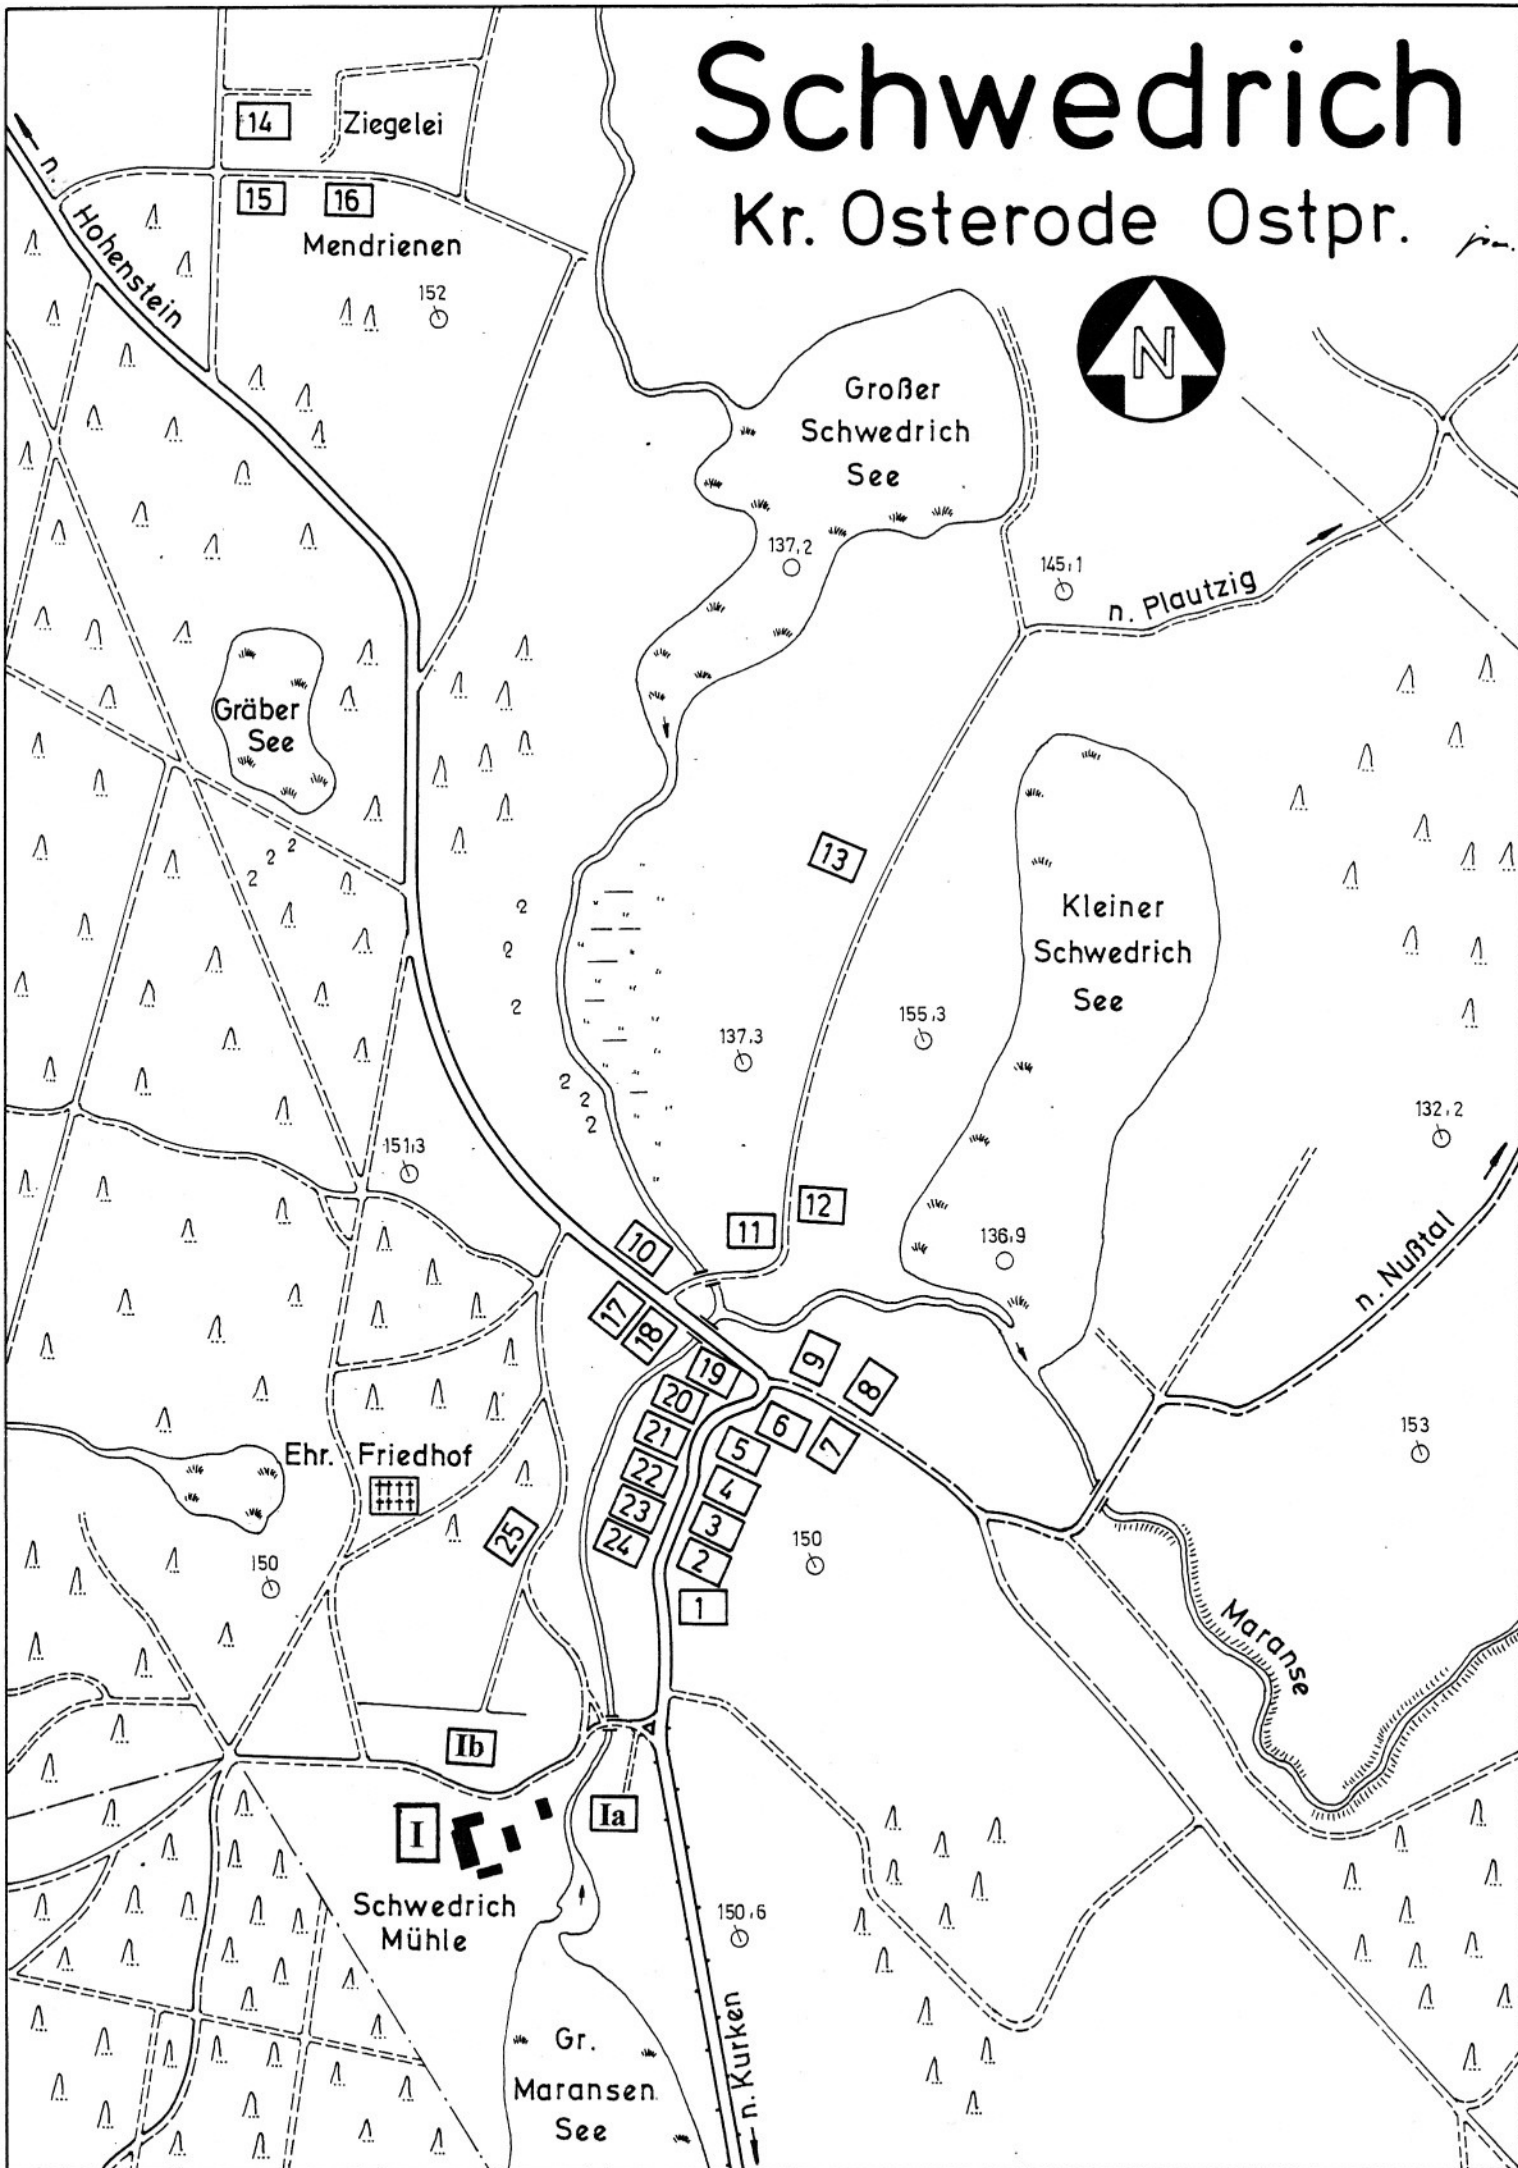 Schwedrich
Kr. Osterode Ostpr.
14
Ziegelei
15
16
Mendrienen
n. Hohenstein
152
N
Großer
Schwedrich
See
137,2
145,1
n. Plautzig
Gräber
See
13
Kleiner
Schwedrich
See
155,3
137,3
132,2
151,3
12
11
10
136,9
n. Nußtal
17
18
19
9
8
20
6
7
21
5
22
4
23
3
24
2
1
25
153
150
Ehr. Friedhof
150
Maranse
Ib
Ia
I
Schwedrich
Mühle
150,6
n. Kurken
Gr.
Maransen
See